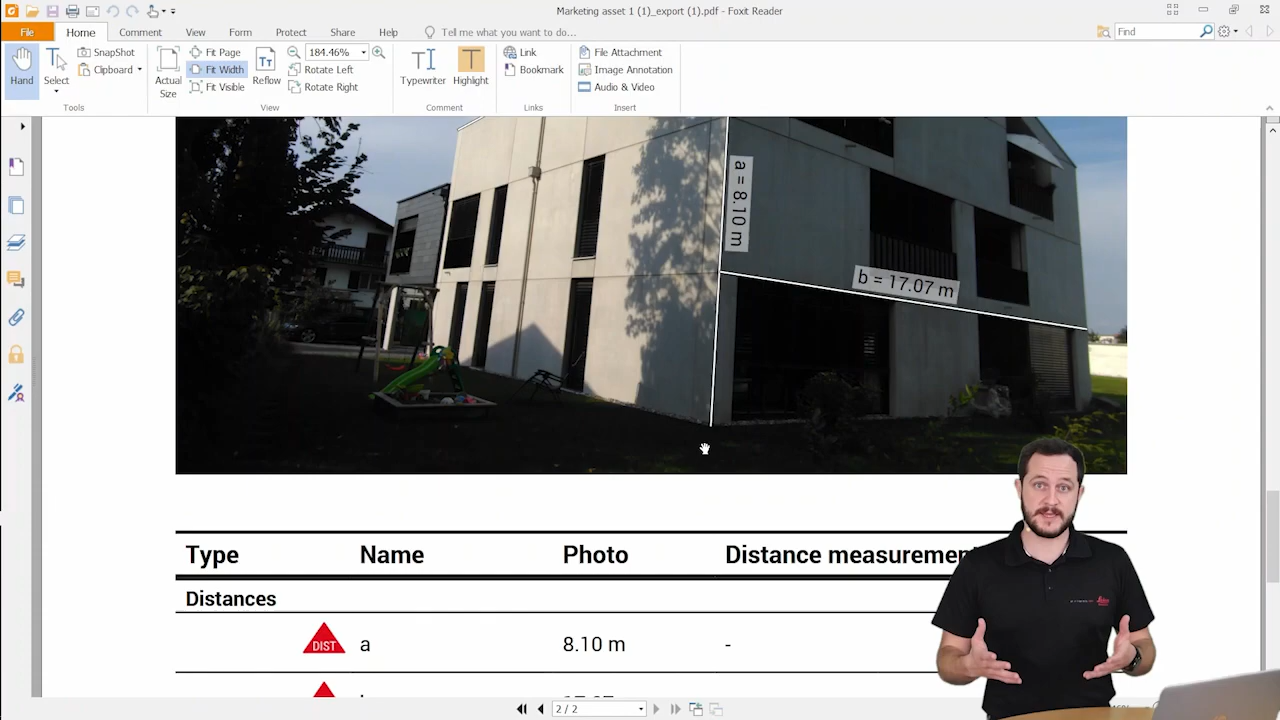 Marketing asset 1 (1)_export (1).pdf - Foxit Reader
File
Home
Comment
View
Form
Protect
Share
Help
Tell me what you want to do...
Find
Hand
Select
SnapShot
Clipboard
Tools
Actual
Size
Fit Page
Fit Width
Fit Visible
Reflow
184.46%
Rotate Left
Rotate Right
View
Typewriter
Highlight
Comment
Link
Bookmark
Links
File Attachment
Image Annotation
Audio & Video
Insert
a = 8.10 m
b = 17.07 m
Type Name Photo Distance measurement
Distances
DIST a 8.10 m -
2 / 2